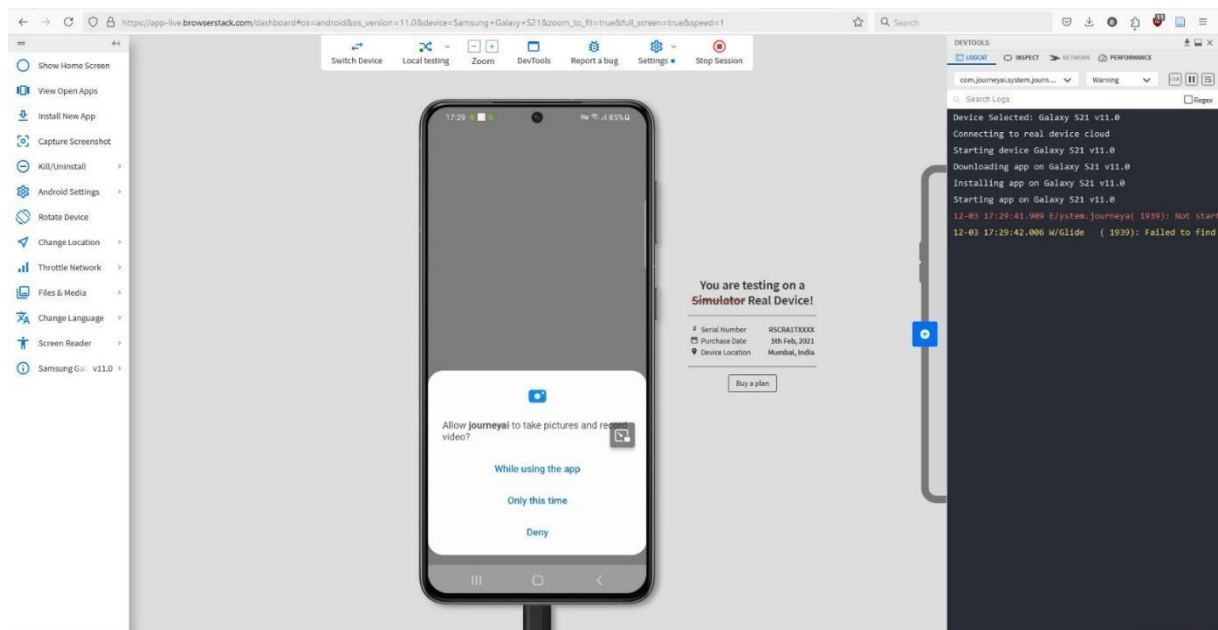 https://app-live.browserstack.com/dashboard#os=android&os_version=11.0&device=Samsung+Galaxy+S21&zoom_to_fit=true&full_screen=true&speed=1
Search
Show Home Screen
View Open Apps
Install New App
Capture Screenshot
Kill/Uninstall
Android Settings
Rotate Device
Change Location
Throttle Network
Files & Media
Change Language
Screen Reader
Samsung Gal v11.0
Switch Device
Local testing
Zoom
DevTools
Report a bug
Settings
Stop Session
17:29
85%
Allow journeyai to take pictures and record video?
While using the app
Only this time
Deny
You are testing on a
Simulator Real Device!
# Serial Number R5CRA1TXXXX
Purchase Date 5th Feb, 2021
Device Location Mumbai, India
Buy a plan
DEVTOOLS
LOGCAT INSPECT NETWORK PERFORMANCE
com.journeyai.system.journ... Warning
Search Logs Regex
Device Selected: Galaxy S21 v11.0
Connecting to real device cloud
Starting device Galaxy S21 v11.0
Downloading app on Galaxy S21 v11.0
Installing app on Galaxy S21 v11.0
Starting app on Galaxy S21 v11.0
12-03 17:29:41.909 E/ystem.journeya( 1939): Not start
12-03 17:29:42.006 W/Glide ( 1939): Failed to find